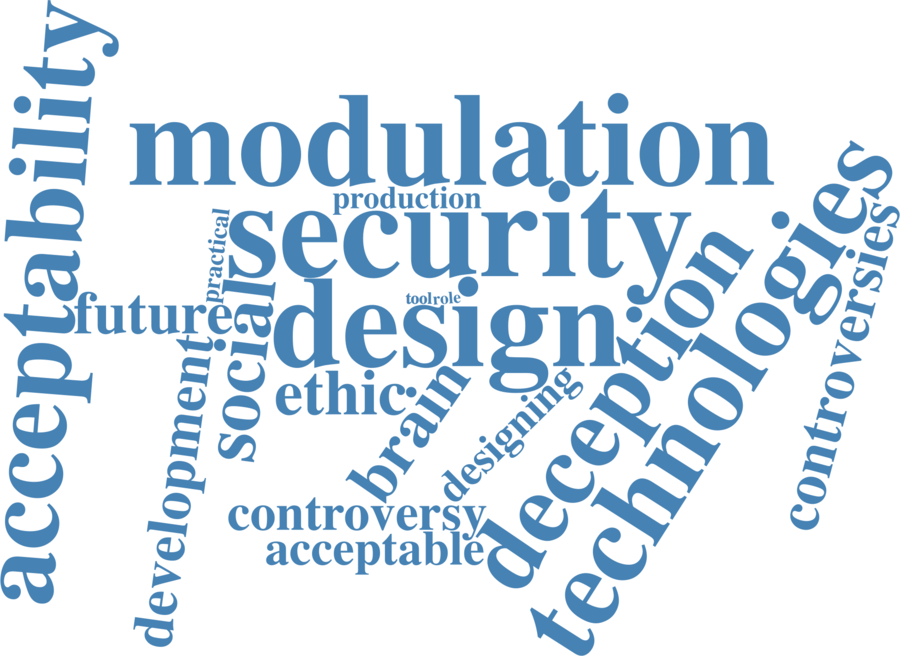 acceptability
modulation
production
security
practical
technologies
controversies
future
social
toolrole
design
deception
development
ethic
brain
designing
controversy
acceptable